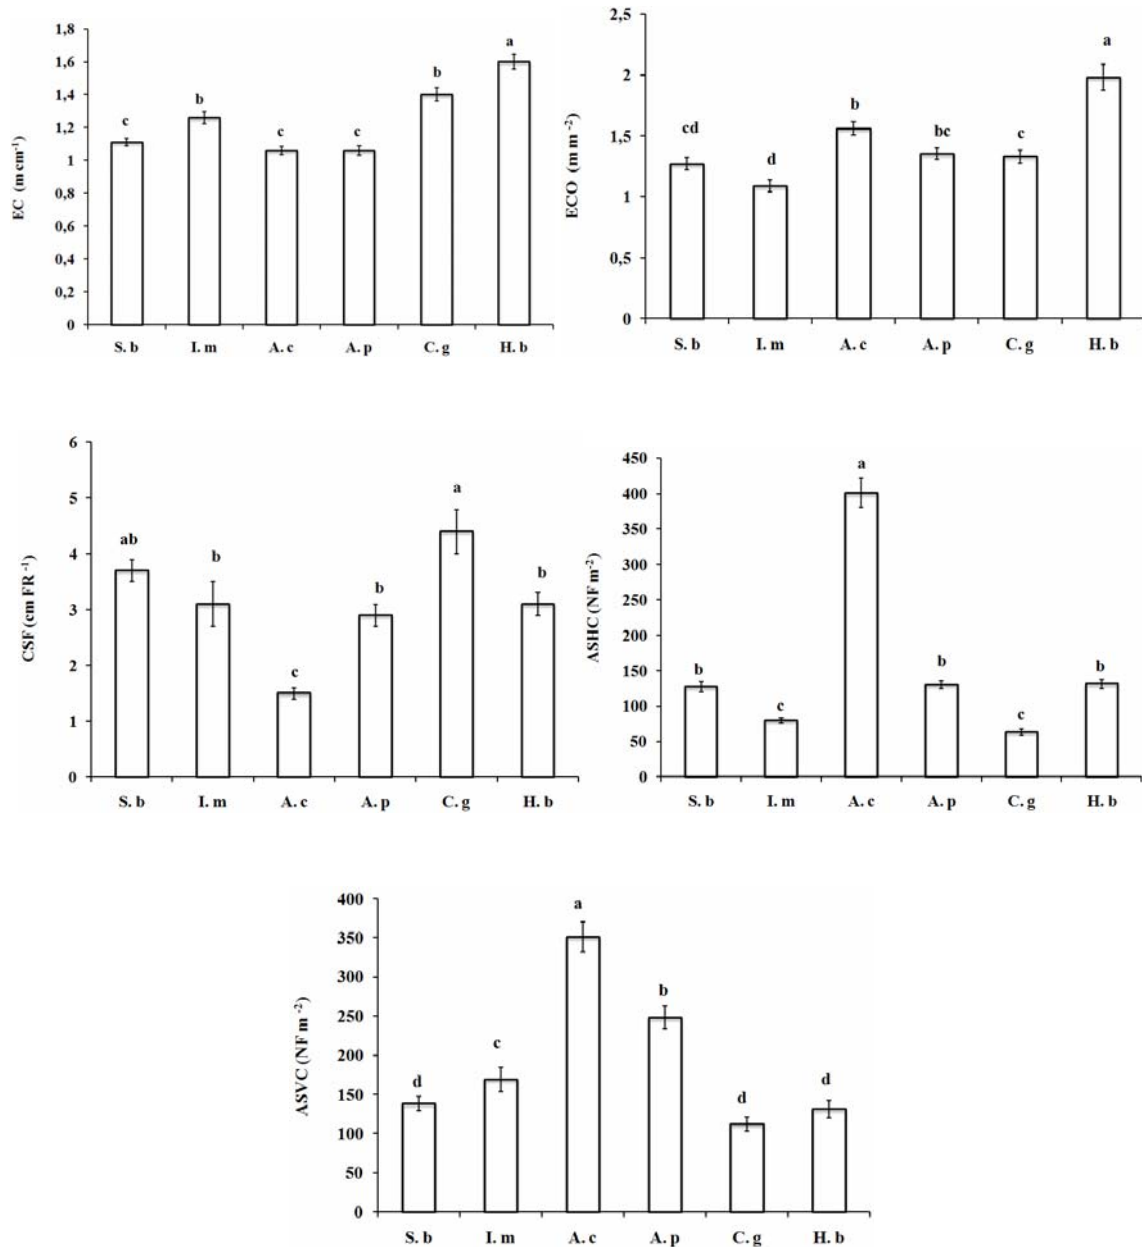 EC (m cm-1)
1,8
1,6
1,4
1,2
1
0,8
0,6
0,4
0,2
0
c
b
c
c
b
a
S. b I. m A. c A. p C. g H. b
ECO (m m -2)
2,5
2
1,5
1
0,5
0
cd
d
b
bc
c
a
S. b I. m A. c A. p C. g H. b
CSF (cm FR -1)
6
5
4
3
2
1
0
ab
b
c
b
a
b
S. b I. m A. c A. p C. g H. b
ASHC (NF m-2)
450
400
350
300
250
200
150
100
50
0
b
c
a
b
c
b
S. b I. m A. c A. p C. g H. b
ASVC (NF m -2)
400
350
300
250
200
150
100
50
0
d
c
a
b
d
d
S. b I. m A. c A. p C. g H. b